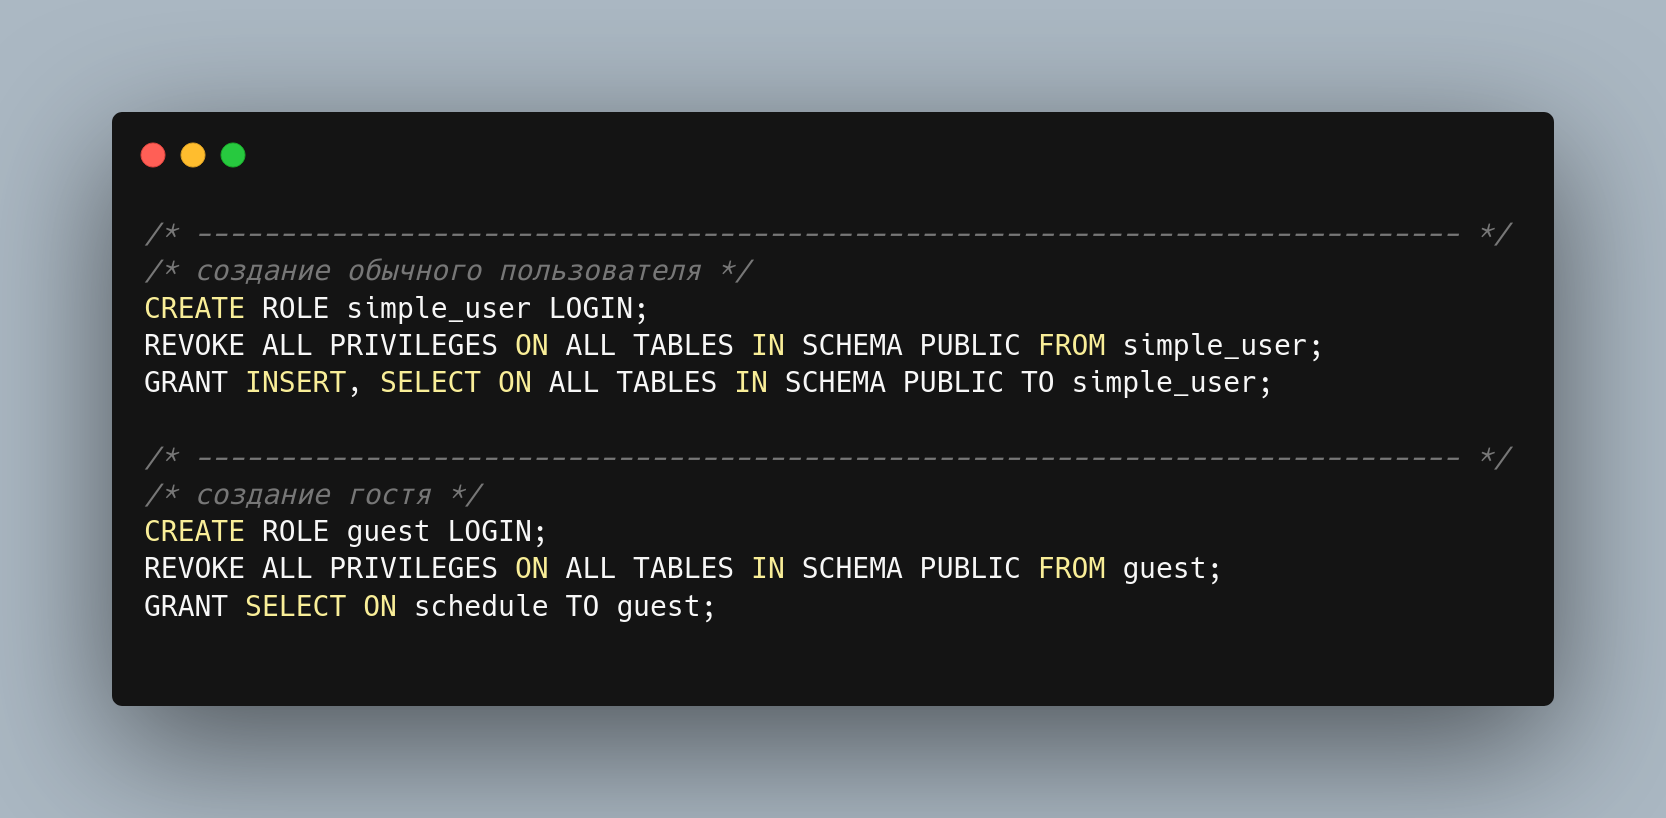 /* --------------------------------------------------------------------------- */
/* создание обычного пользователя */
CREATE ROLE simple_user LOGIN;
REVOKE ALL PRIVILEGES ON ALL TABLES IN SCHEMA PUBLIC FROM simple_user;
GRANT INSERT, SELECT ON ALL TABLES IN SCHEMA PUBLIC TO simple_user;
/* --------------------------------------------------------------------------- */
/* создание гостя */
CREATE ROLE guest LOGIN;
REVOKE ALL PRIVILEGES ON ALL TABLES IN SCHEMA PUBLIC FROM guest;
GRANT SELECT ON schedule TO guest;